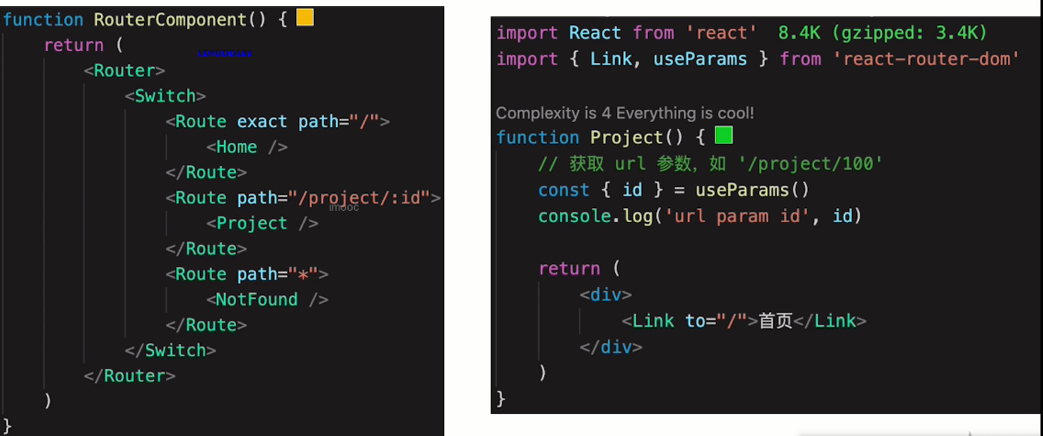 function RouterComponent() {
return (
<Router>
<Switch>
<Route exact path="/">
<Home />
</Route>
<Route path="/project/:id">
imooc
<Project />
</Route>
<Route path="*">
<NotFound />
</Route>
</Switch>
</Router>
)
}
import React from 'react' 8.4K (gzipped: 3.4K)
import { Link, useParams } from 'react-router-dom'
Complexity is 4 Everything is cool!
function Project() {
// 获取 url 参数，如 '/project/100'
const { id } = useParams()
console.log('url param id', id)
return (
<div>
<Link to="/">首页</Link>
</div>
)
}